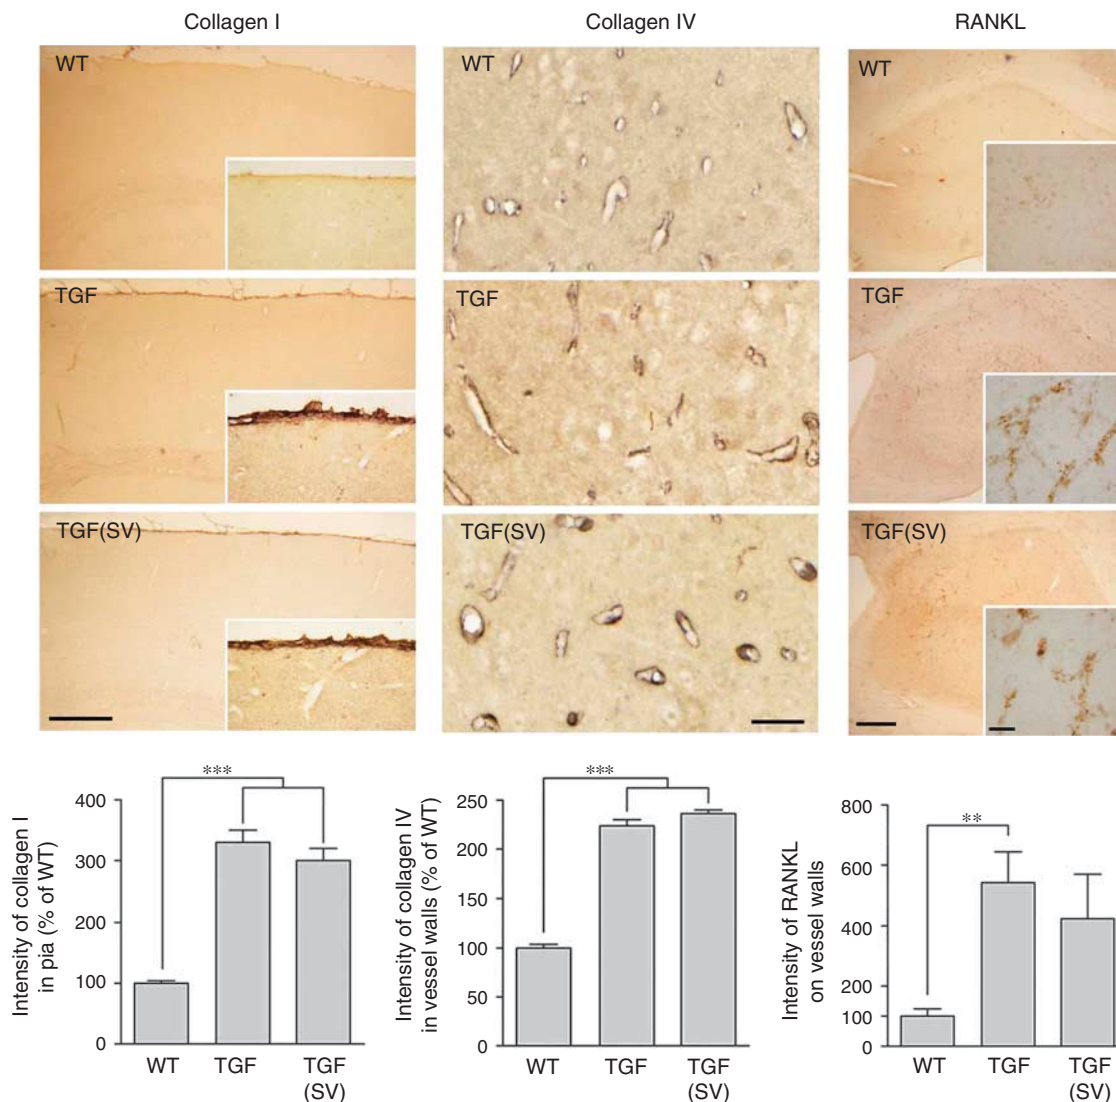 Collagen I
Collagen IV
RANKL
WT
WT
WT
TGF
TGF
TGF
TGF(SV)
TGF(SV)
TGF(SV)
***
400
300
200
100
0
Intensity of collagen I
in pia (% of WT)
WT
TGF
TGF
(SV)
***
250
200
150
100
50
0
Intensity of collagen IV
in vessel walls (% of WT)
WT
TGF
TGF
(SV)
**
800
600
400
200
100
0
Intensity of RANKL
on vessel walls
WT
TGF
TGF
(SV)